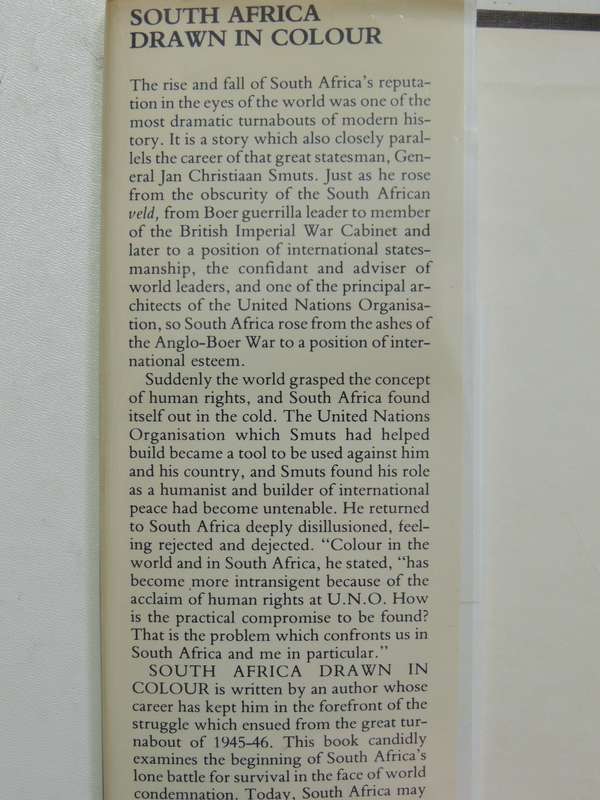 SOUTH AFRICA
DRAWN IN COLOUR
The rise and fall of South Africa's reputa-
tion in the eyes of the world was one of the
most dramatic turnabouts of modern his-
tory. It is a story which also closely paral-
lels the career of that great statesman, Gen-
eral Jan Christiaan Smuts. Just as he rose
from the obscurity of the South African
veld, from Boer guerrilla leader to member
of the British Imperial War Cabinet and
later to a position of international states-
manship, the confidant and adviser of
world leaders, and one of the principal ar-
chitects of the United Nations Organisa-
tion, so South Africa rose from the ashes of
the Anglo-Boer War to a position of inter-
national esteem.
Suddenly the world grasped the concept
of human rights, and South Africa found
itself out in the cold. The United Nations
Organisation which Smuts had helped
build became a tool to be used against him
and his country, and Smuts found his role
as a humanist and builder of international
peace had become untenable. He returned
to South Africa deeply disillusioned, feel-
ing rejected and dejected. "Colour in the
world and in South Africa, he stated, "has
become more intransigent because of the
acclaim of human rights at U.N.O. How
is the practical compromise to be found?
That is the problem which confronts us in
South Africa and me in particular."
SOUTH AFRICA DRAWN IN
COLOUR is written by an author whose
career has kept him in the forefront of the
struggle which ensued from the great tur-
nabout of 1945-46. This book candidly
examines the beginning of South Africa's
lone battle for survival in the face of world
condemnation. Today, South Africa may